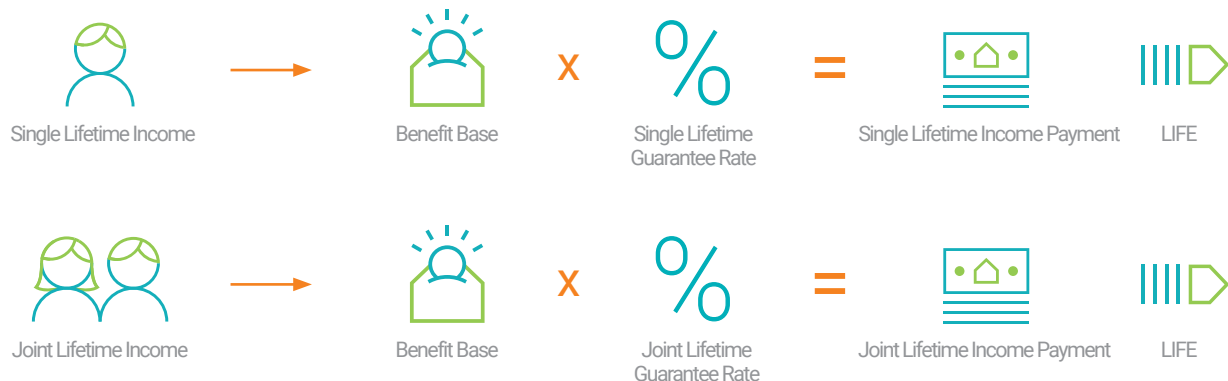 x
=
Single Lifetime Income
Benefit Base
Single Lifetime
Guarantee Rate
Single Lifetime Income Payment
LIFE
x
=
Joint Lifetime Income
Benefit Base
Joint Lifetime
Guarantee Rate
Joint Lifetime Income Payment
LIFE